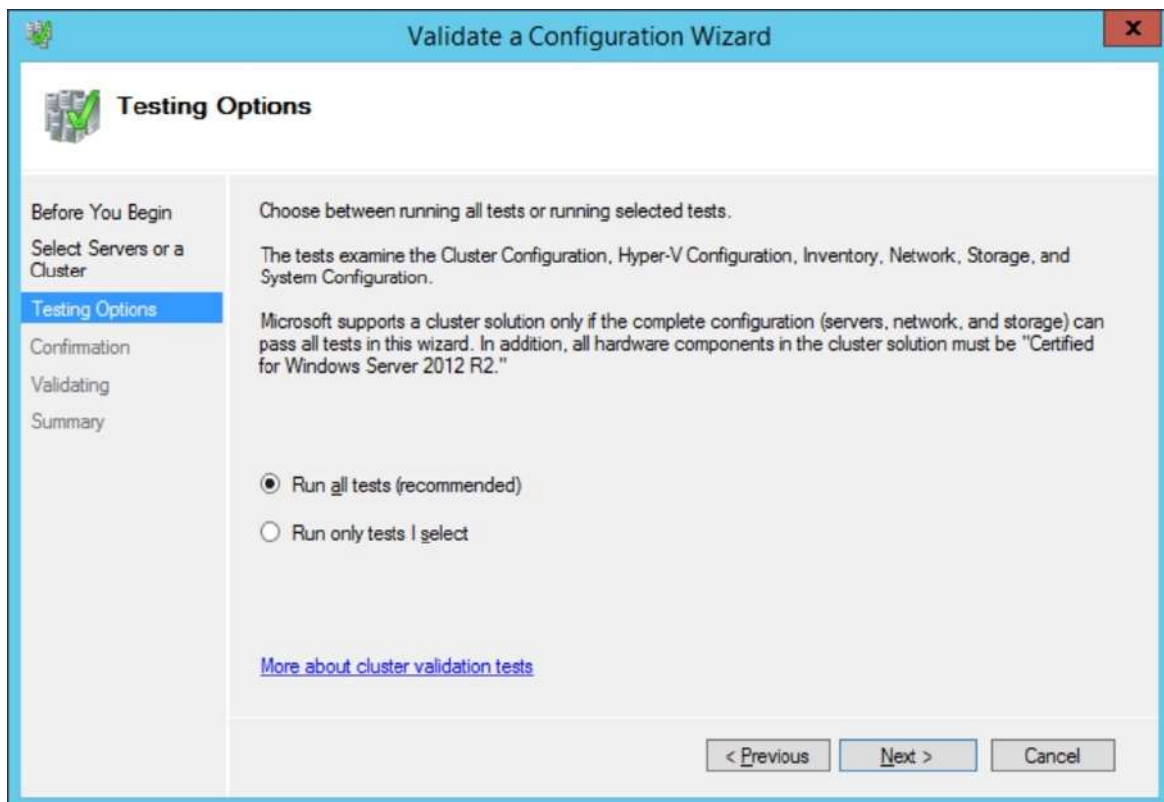 Validate a Configuration Wizard
x
Testing Options
Before You Begin
Select Servers or a
Cluster
Testing Options
Confirmation
Validating
Summary
Choose between running all tests or running selected tests.
The tests examine the Cluster Configuration, Hyper-V Configuration, Inventory, Network, Storage, and
System Configuration.
Microsoft supports a cluster solution only if the complete configuration (servers, network, and storage) can
pass all tests in this wizard. In addition, all hardware components in the cluster solution must be "Certified
for Windows Server 2012 R2."
Run all tests (recommended)
Run only tests I select
More about cluster validation tests
< Previous
Next >
Cancel